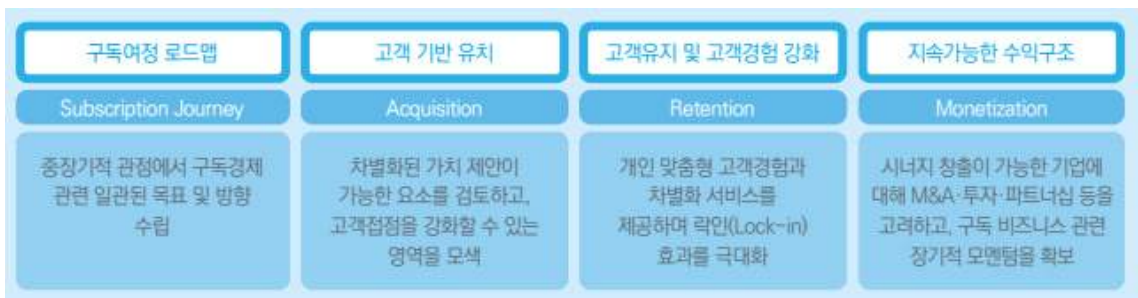 구독여정 로드맵
Subscription Journey
중장기적 관점에서 구독경제
관련 일관된 목표 및 방향
수립
고객 기반 유치
Acquisition
차별화된 가치 제안이
가능한 요소를 검토하고,
고객접점을 강화할 수 있는
영역을 모색
고객유지 및 고객경험 강화
Retention
개인 맞춤형 고객경험과
차별화 서비스를
제공하며 락인(Lock-in)
효과를 극대화
지속가능한 수익구조
Monetization
시너지 창출이 가능한 기업에
대해 M&A·투자·파트너십 등을
고려하고, 구독 비즈니스 관련
장기적 모멘텀을 확보